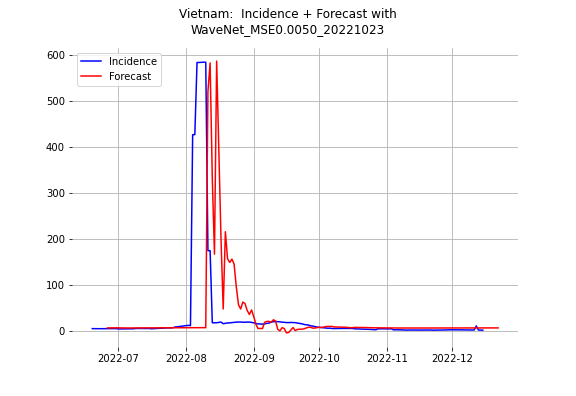 Vietnam:  Incidence + Forecast with
WaveNet_MSE0.0050_20221023
Incidence
Forecast
600
500
400
300
200
100
0
2022-07 2022-08 2022-09 2022-10 2022-11 2022-12